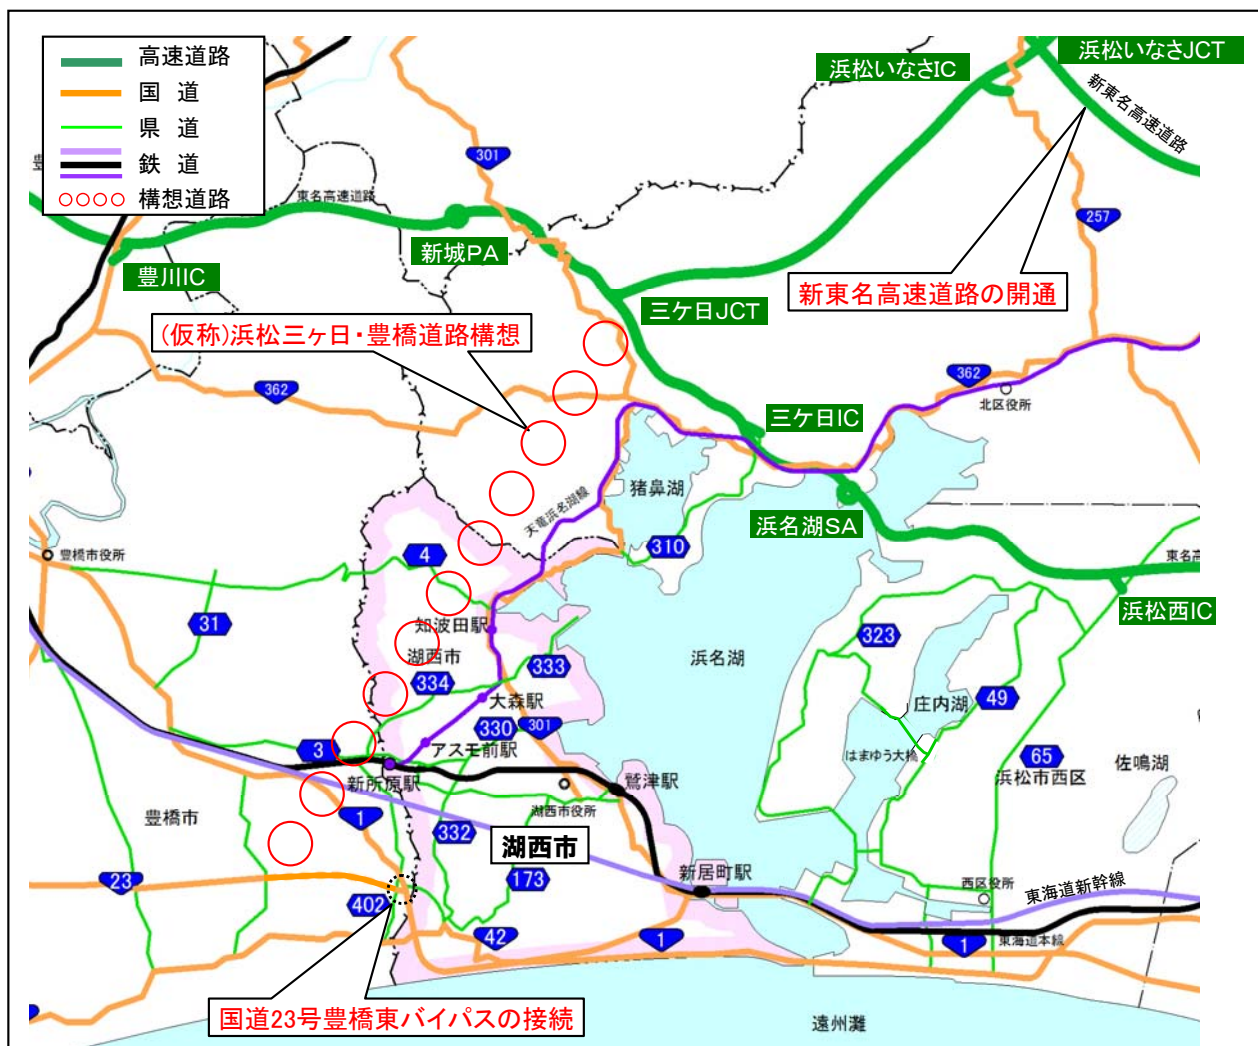 高速道路
国　道
県　道
鉄　道
構想道路
浜松いなさJCT
浜松いなさIC
新東名高速道路
301
東名高速道路
257
新城PA
豊川IC
三ケ日JCT
新東名高速道路の開通
(仮称)浜松三ヶ日・豊橋道路構想
362
362
北区役所
三ケ日IC
猪鼻湖
天竜浜名湖線
浜名湖SA
310
豊橋市役所
4
東名高
浜松西IC
31
知波田駅
323
湖西市
浜名湖
333
334
大森駅
49
庄内湖
330
301
3
アスモ前駅
はまゆう大橋
65
佐鳴湖
新所原駅
鷲津駅
浜松市西区
豊橋市
1
湖西市役所
332
湖西市
23
173
新居町駅
西区役所
東海道新幹線
402
42
1
1
東海道本線
国道23号豊橋東バイパスの接続
遠州灘